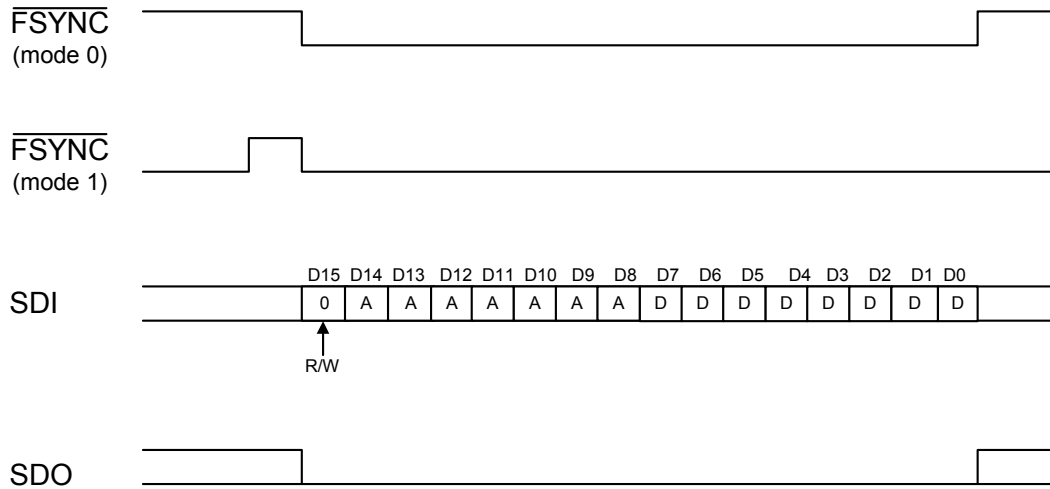 FSYNC
(mode 0)
FSYNC
(mode 1)
D15 D14 D13 D12 D11 D10 D9 D8 D7 D6 D5 D4 D3 D2 D1 D0
SDI 0 A A A A A A A D D D D D D D D
R/W
SDO